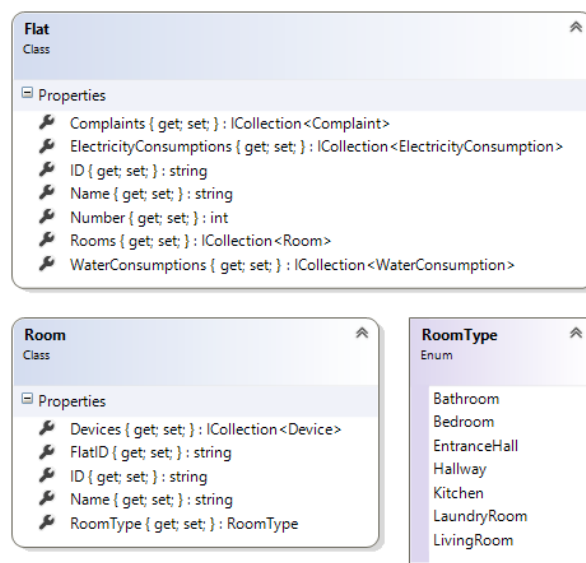 Flat
Class
Properties
Complaints { get; set; } : ICollection<Complaint>
ElectricityConsumptions { get; set; } : ICollection<ElectricityConsumption>
ID { get; set; } : string
Name { get; set; } : string
Number { get; set; } : int
Rooms { get; set; } : ICollection<Room>
WaterConsumptions { get; set; } : ICollection<WaterConsumption>
Room
Class
Properties
Devices { get; set; } : ICollection<Device>
FlatID { get; set; } : string
ID { get; set; } : string
Name { get; set; } : string
RoomType { get; set; } : RoomType
RoomType
Enum
Bathroom
Bedroom
EntranceHall
Hallway
Kitchen
LaundryRoom
LivingRoom